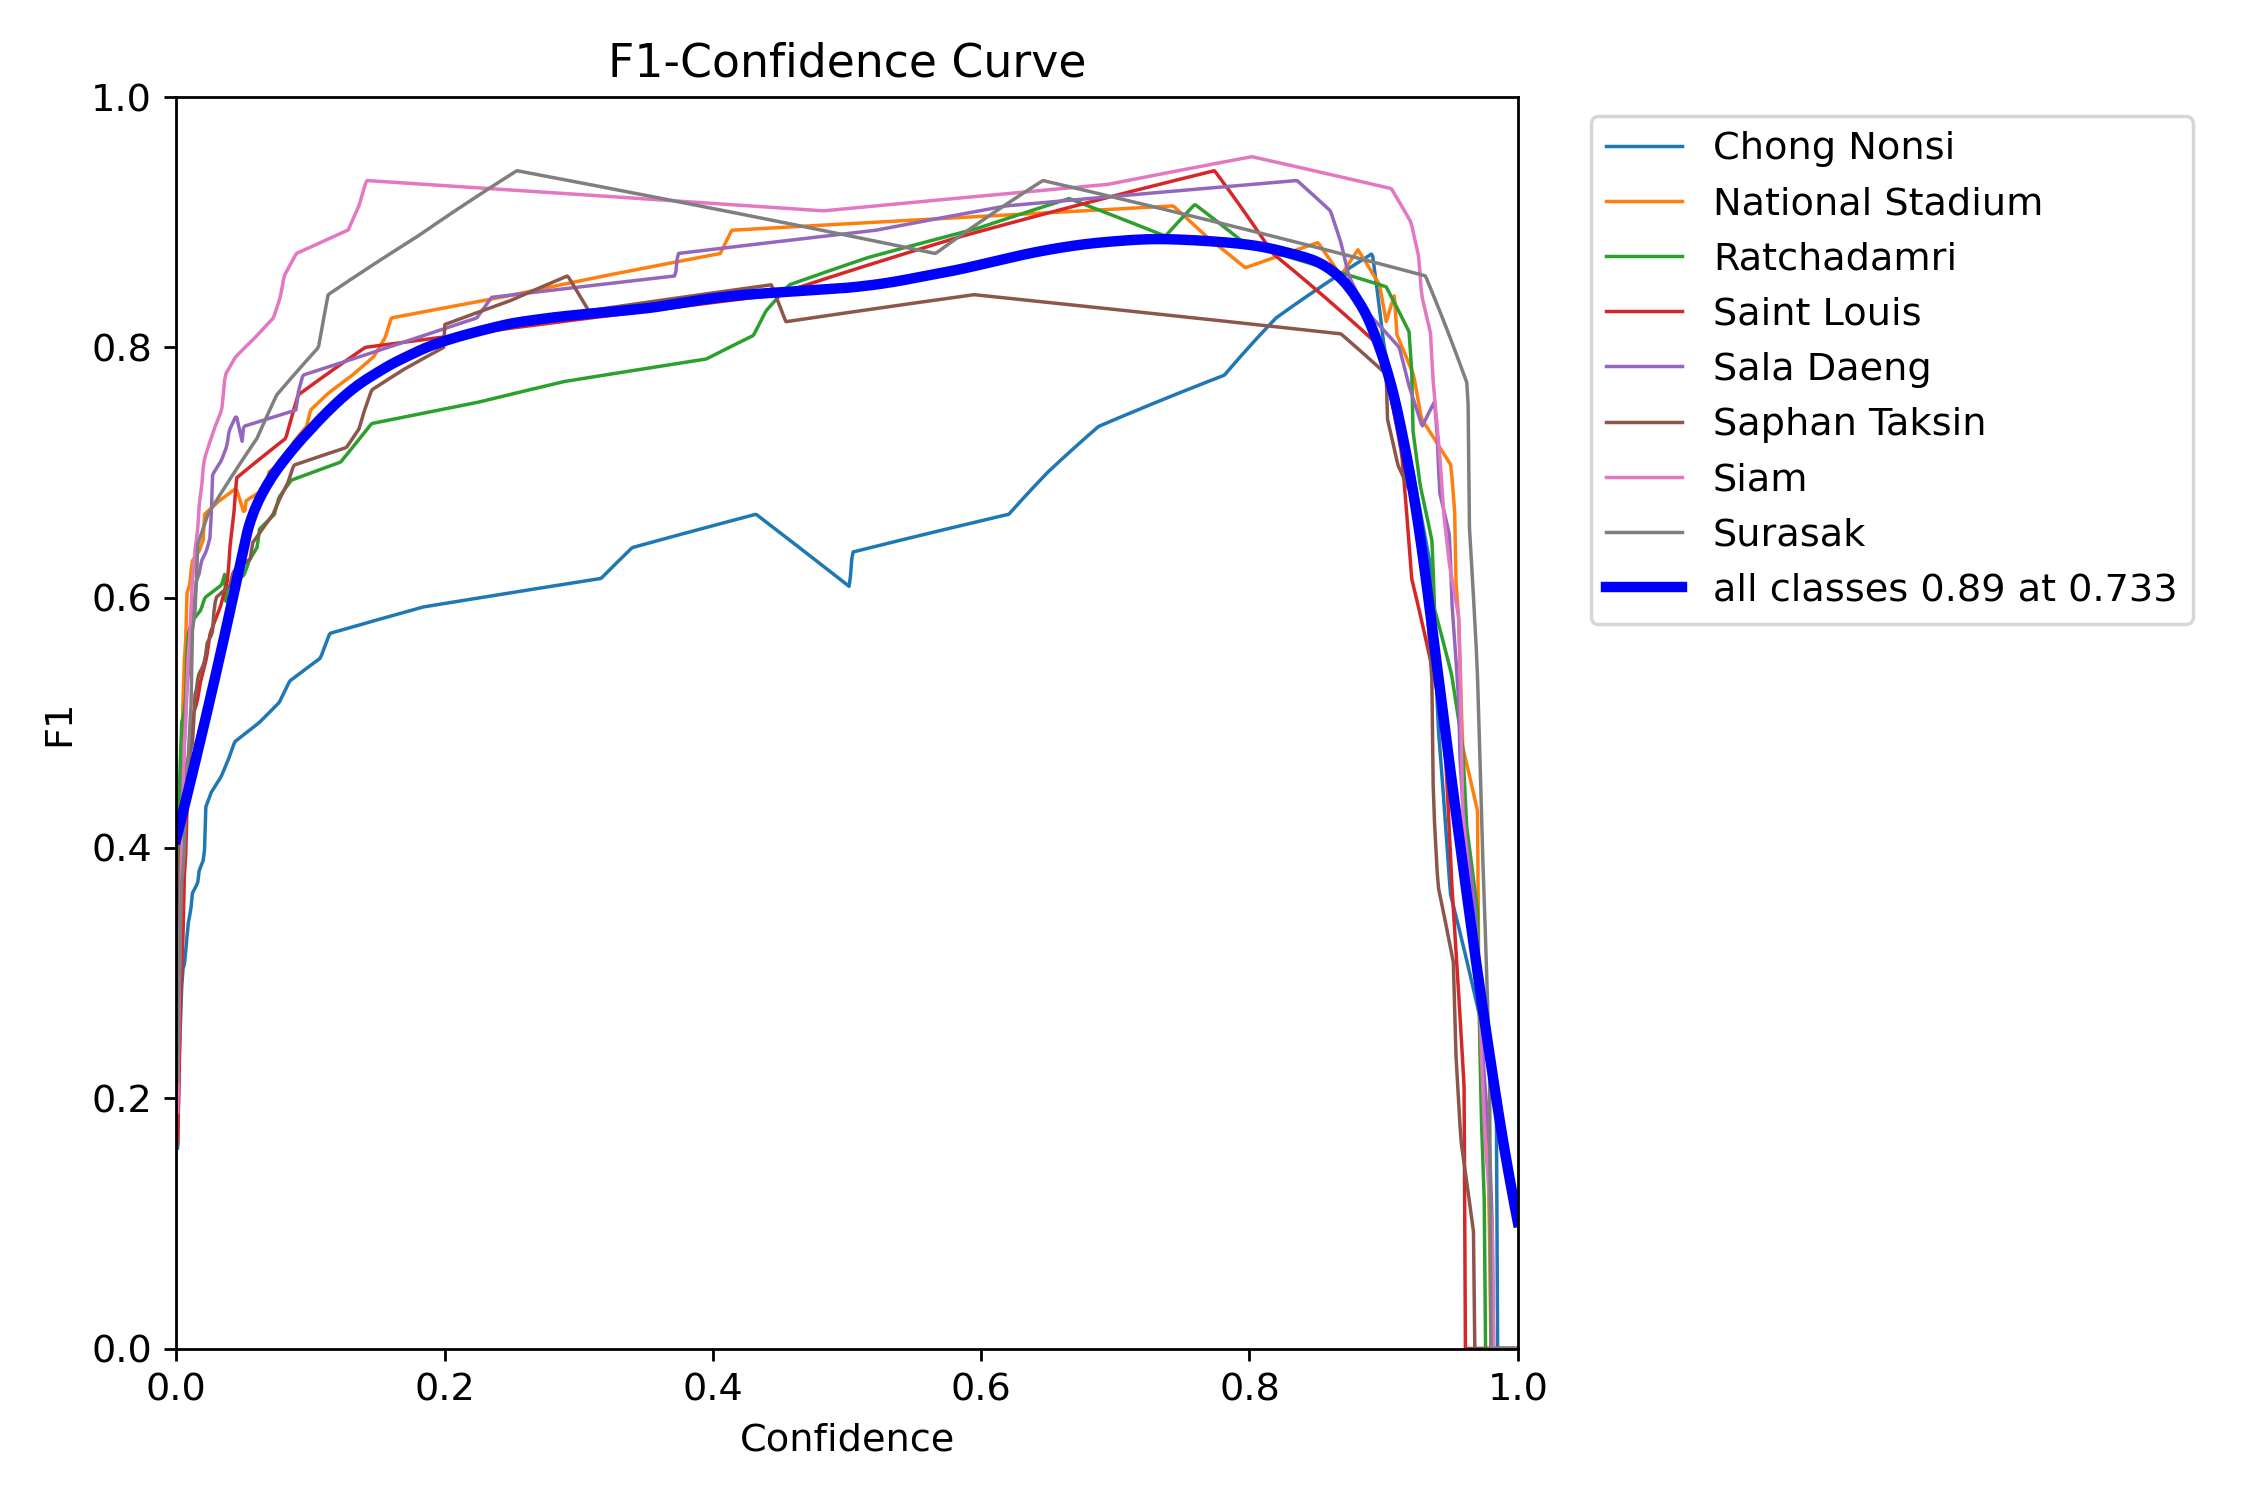 F1-Confidence Curve
1.0
0.8
0.6
0.4
0.2
0.0
F1
0.0 0.2 0.4 0.6 0.8 1.0
Confidence
Chong Nonsi
National Stadium
Ratchadamri
Saint Louis
Sala Daeng
Saphan Taksin
Siam
Surasak
all classes 0.89 at 0.733